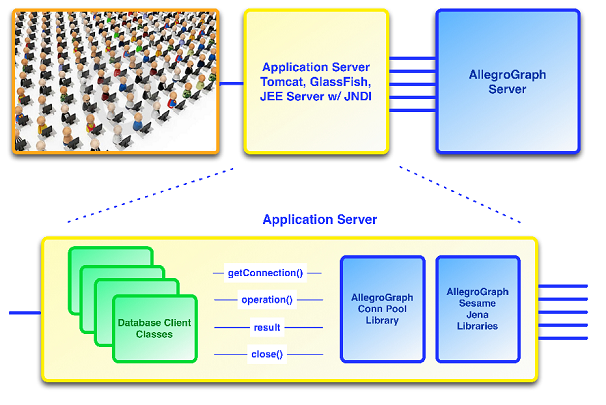 Application Server
Tomcat, GlassFish,
JEE Server w/ JNDI
AllegroGraph
Server
Application Server
Database Client
Classes
getConnection()
operation()
result
close()
AllegroGraph
Conn Pool
Library
AllegroGraph
Sesame
Jena
Libraries